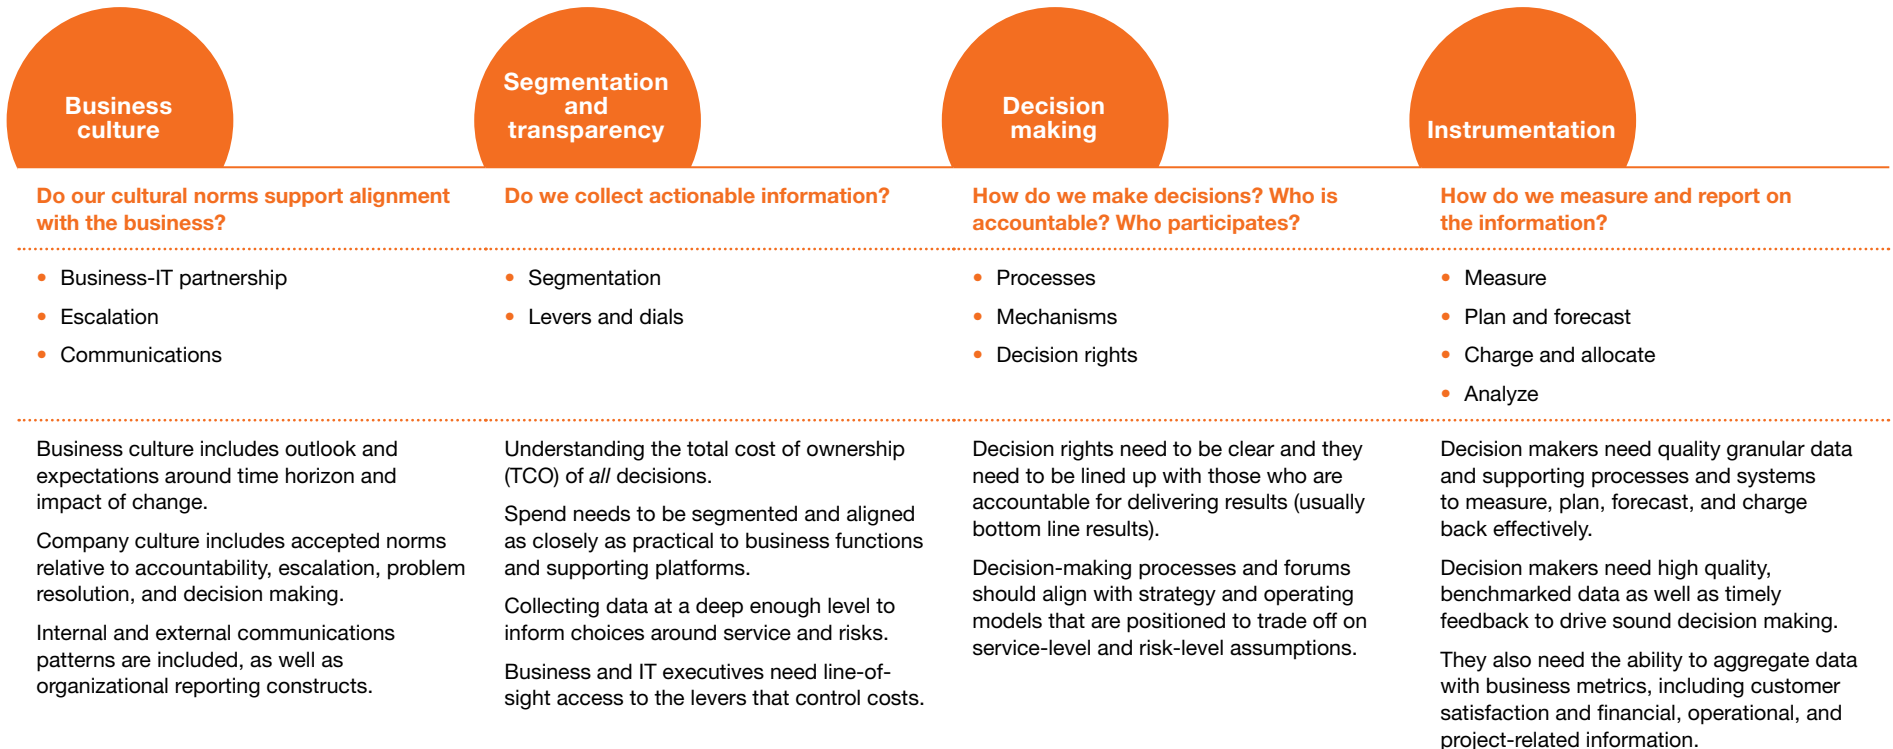 Business
culture
Segmentation
and
transparency
Decision
making
Instrumentation
Do our cultural norms support alignment
with the business?
Do we collect actionable information?
How do we make decisions? Who is
accountable? Who participates?
How do we measure and report on
the information?
• Business-IT partnership
• Escalation
• Communications
• Segmentation
• Levers and dials
• Processes
• Mechanisms
• Decision rights
• Measure
• Plan and forecast
• Charge and allocate
• Analyze
Business culture includes outlook and
expectations around time horizon and
impact of change.
Company culture includes accepted norms
relative to accountability, escalation, problem
resolution, and decision making.
Internal and external communications
patterns are included, as well as
organizational reporting constructs.
Understanding the total cost of ownership
(TCO) of all decisions.
Spend needs to be segmented and aligned
as closely as practical to business functions
and supporting platforms.
Collecting data at a deep enough level to
inform choices around service and risks.
Business and IT executives need line-of-
sight access to the levers that control costs.
Decision rights need to be clear and they
need to be lined up with those who are
accountable for delivering results (usually
bottom line results).
Decision-making processes and forums
should align with strategy and operating
models that are positioned to trade off on
service-level and risk-level assumptions.
Decision makers need quality granular data
and supporting processes and systems
to measure, plan, forecast, and charge
back effectively.
Decision makers need high quality,
benchmarked data as well as timely
feedback to drive sound decision making.
They also need the ability to aggregate data
with business metrics, including customer
satisfaction and financial, operational, and
project-related information.